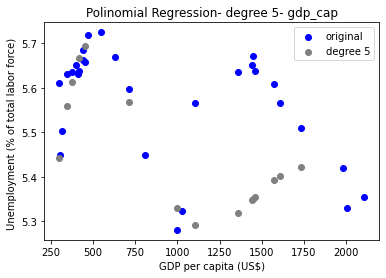 Polinomial Regression- degree 5- gdp_cap
original
degree 5
5.7
5.6
5.5
5.4
5.3
Unemployment (% of total labor force)
250 500 750 1000 1250 1500 1750 2000
GDP per capita (US$)